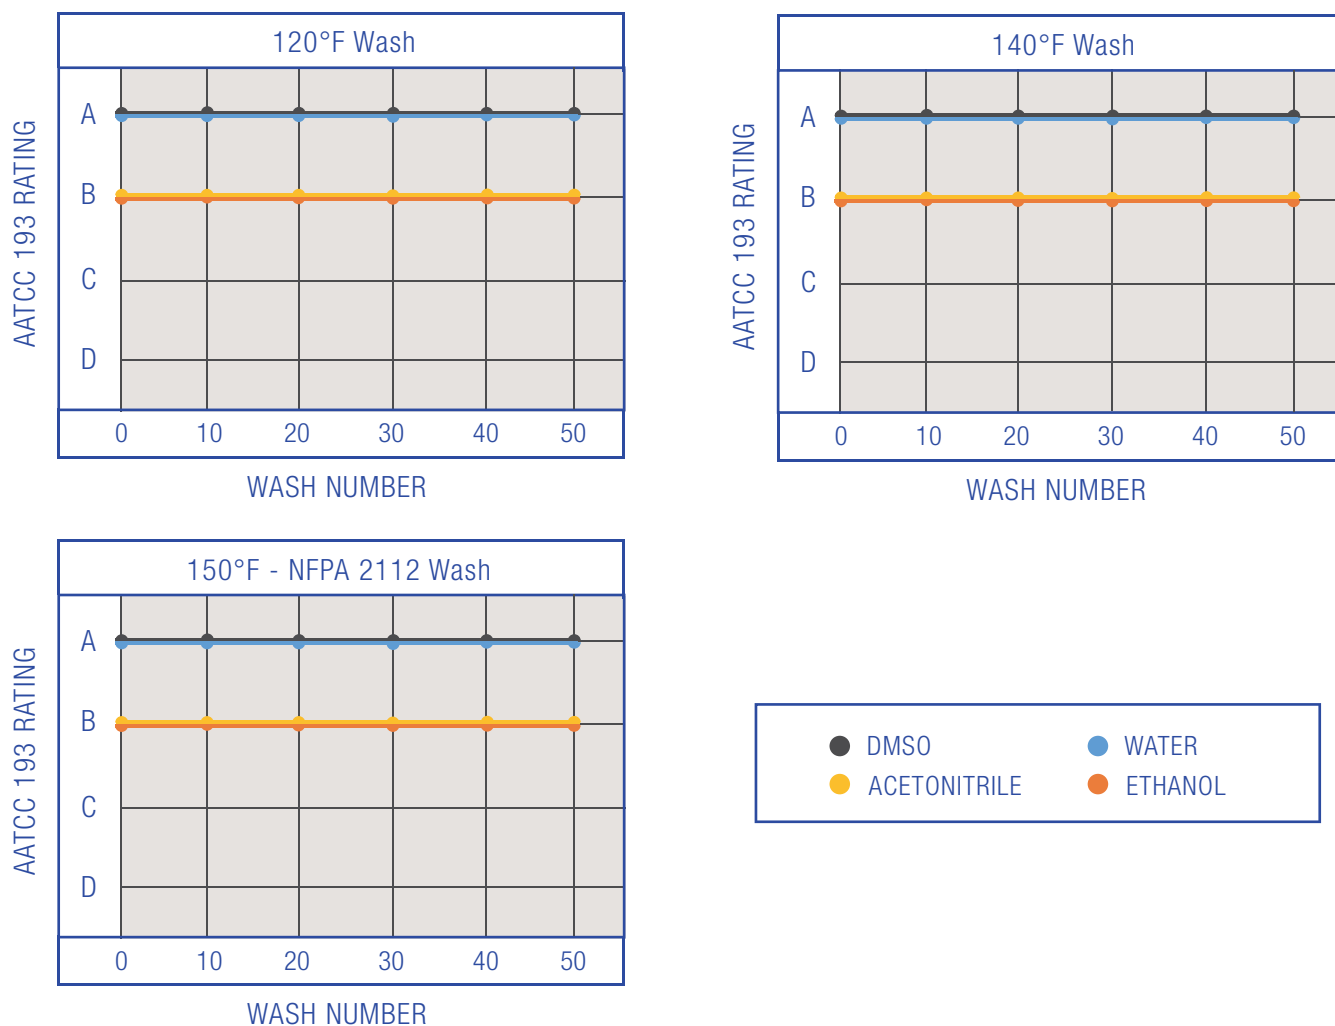 120°F Wash
AATCC 193 RATING
A
B
C
D
0 10 20 30 40 50
WASH NUMBER
140°F Wash
AATCC 193 RATING
A
B
C
D
0 10 20 30 40 50
WASH NUMBER
150°F - NFPA 2112 Wash
AATCC 193 RATING
A
B
C
D
0 10 20 30 40 50
WASH NUMBER
DMSO WATER
ACETONITRILE ETHANOL